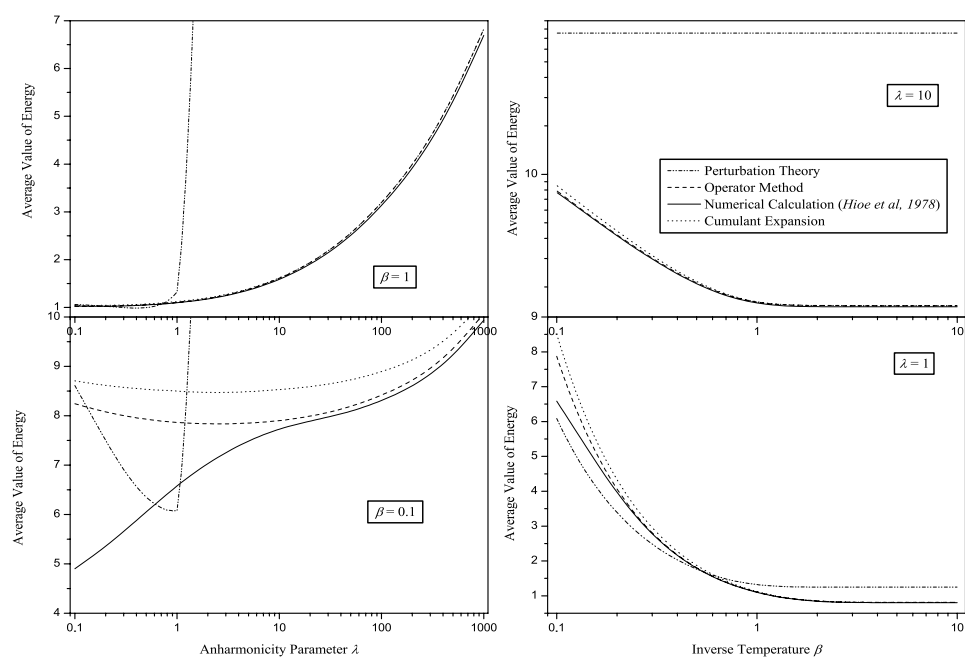 7
6
5
4
3
2
1
Average Value of Energy
β = 1
0.1 1 10 100 1000
10
9
8
7
6
5
4
Average Value of Energy
β = 0.1
0.1 1 10 100 1000
Anharmonicity Parameter λ
10
Average Value of Energy
λ = 10
Perturbation Theory
Operator Method
Numerical Calculation (Hioe et al, 1978)
Cumulant Expansion
0.1 1 10
9
8
7
6
5
4
3
2
1
Average Value of Energy
λ = 1
0.1 1 10
Inverse Temperature β